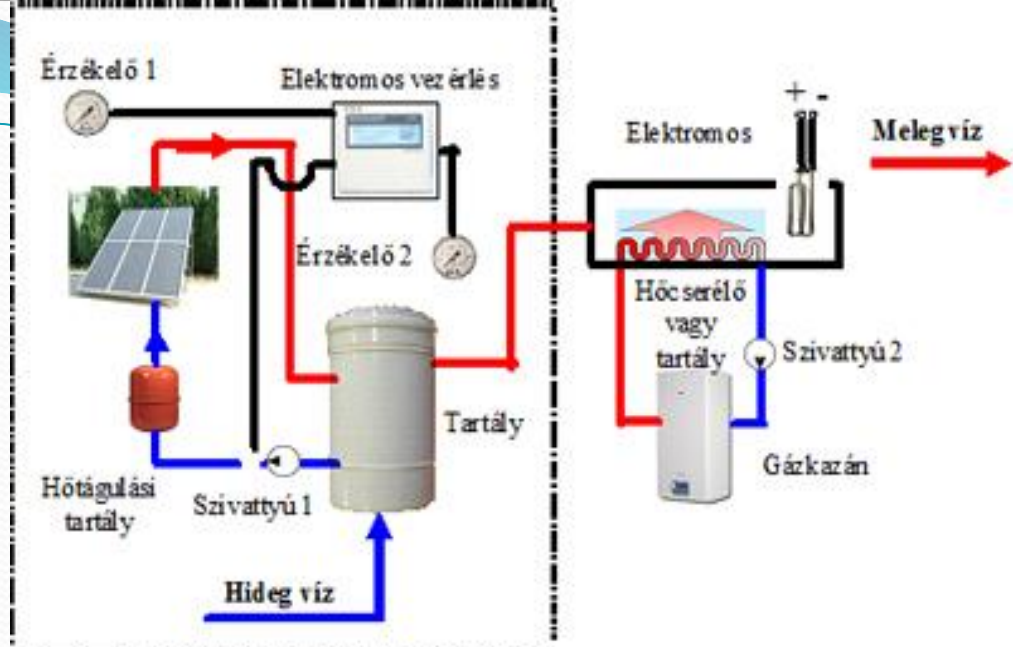 Érzékelő 1
Elektromos vezérlés
+ -
Elektromos
Melegvíz
Érzékelő 2
Hőcserélő
vagy
tartály
Szivattyú 2
Tartály
Gázkazán
Hőtágulási
tartály
Szivattyú 1
Hideg víz